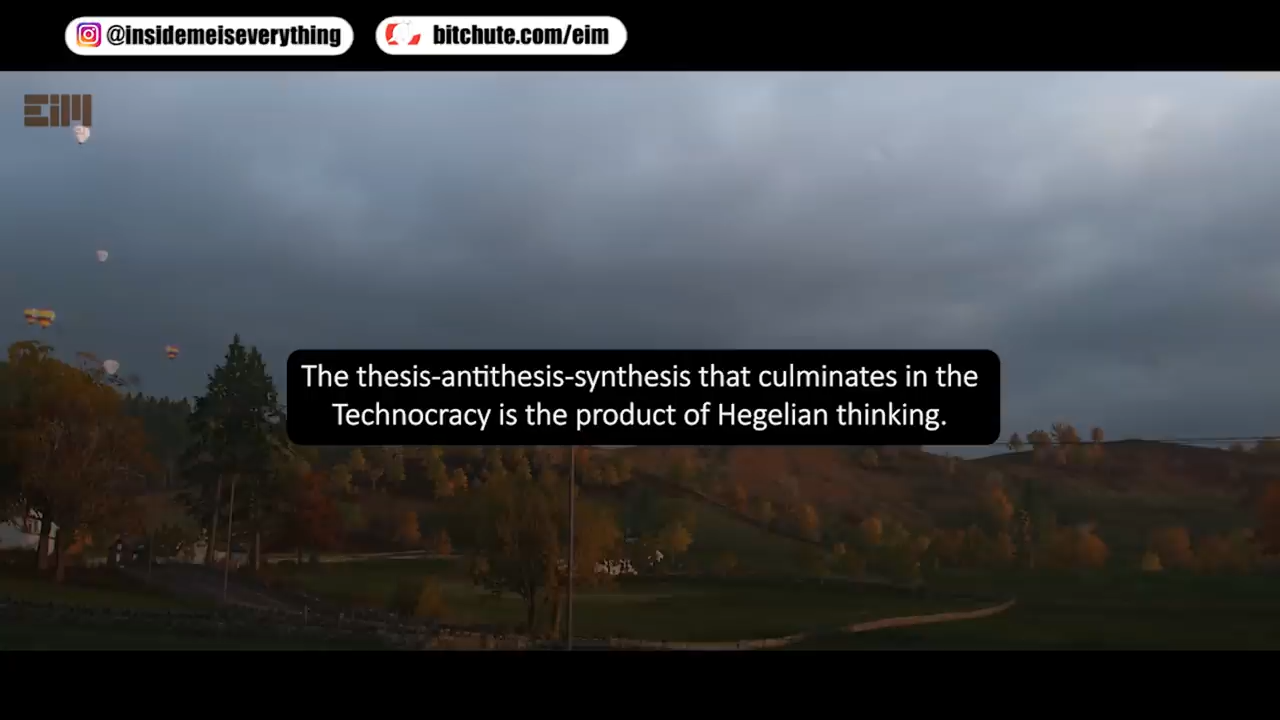 @insidemeiseverything
bitchute.com/eim
EiM
The thesis-antithesis-synthesis that culminates in the
Technocracy is the product of Hegelian thinking.